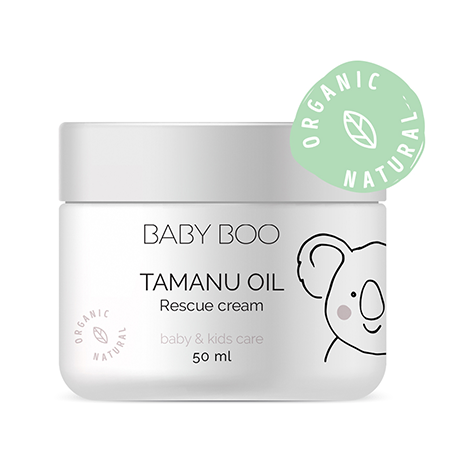 ORGANIC
NATURAL
BABY BOO
TAMANU OIL
Rescue cream
baby & kids care
50 ml
ORGANIC
NATURAL